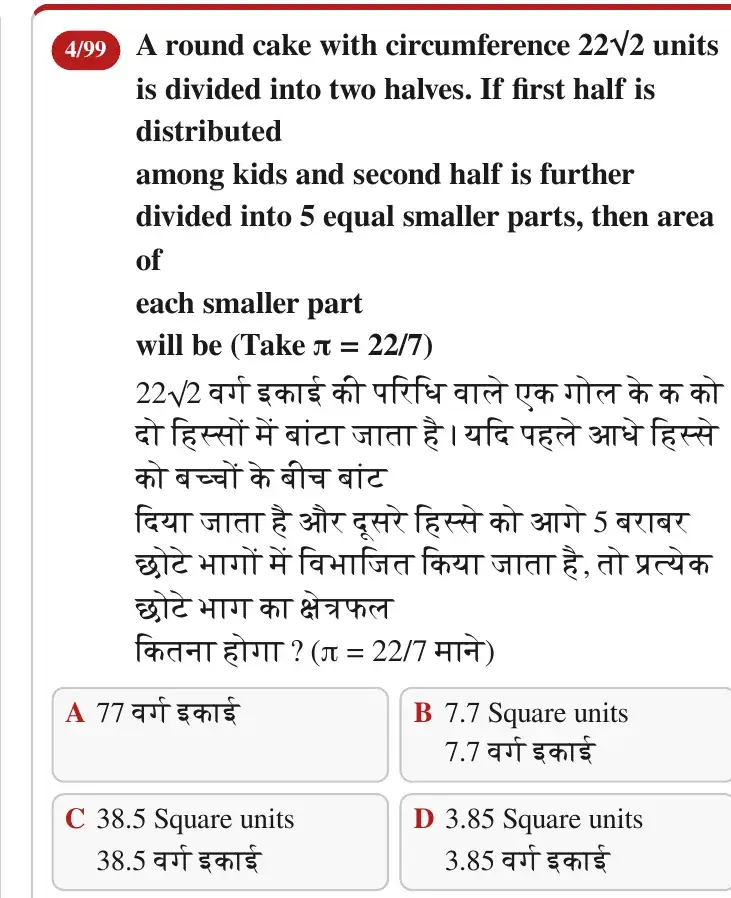 4/99 A round cake with circumference 22√2 units
is divided into two halves. If first half is
distributed
among kids and second half is further
divided into 5 equal smaller parts, then area
of
each smaller part
will be (Take π = 22/7)
22√2 वर्ग इकाई की परिधि वाले एक गोल के क को
दो हिस्सों में बांटा जाता है। यदि पहले आधे हिस्से
को बच्चों के बीच बांट
दिया जाता है और दूसरे हिस्से को आगे 5 बराबर
छोटे भागों में विभाजित किया जाता है, तो प्रत्येक
छोटे भाग का क्षेत्रफल
कितना होगा ? (π = 22/7 माने)
A 77 वर्ग इकाई
B 7.7 Square units
7.7 वर्ग इकाई
C 38.5 Square units
38.5 वर्ग इकाई
D 3.85 Square units
3.85 वर्ग इकाई